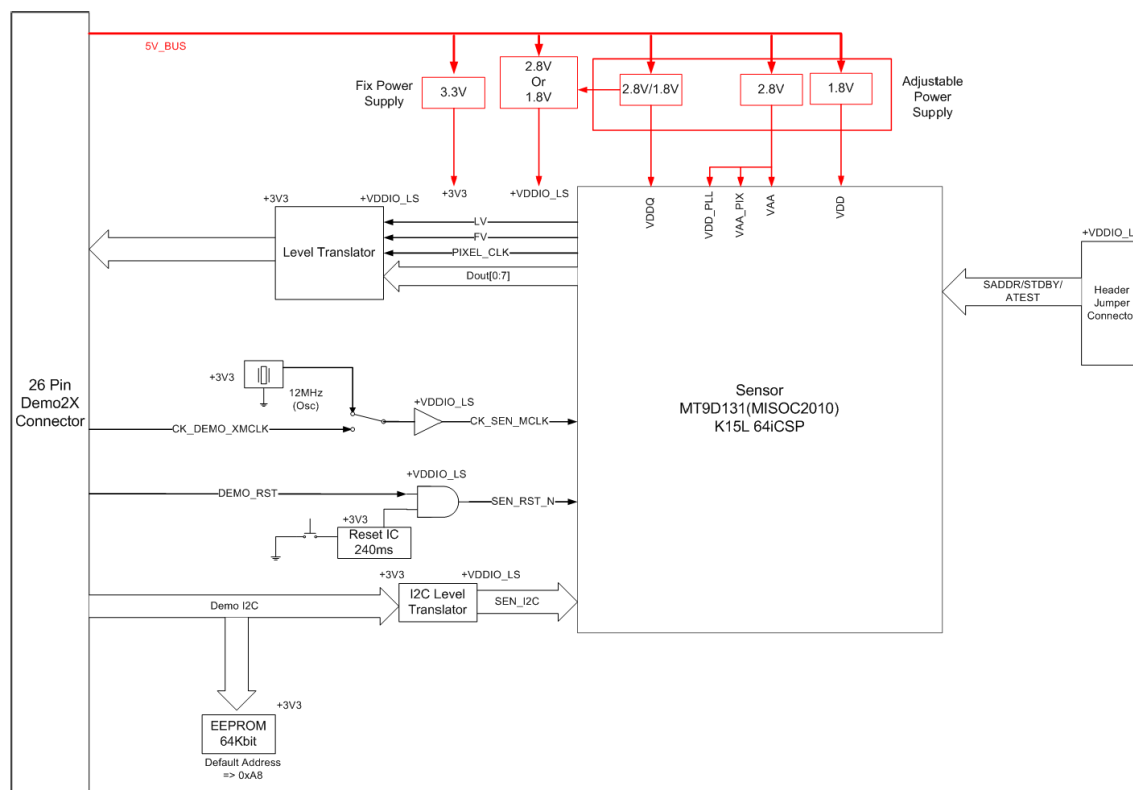 5V_BUS
Fix Power
Supply
3.3V
2.8V
Or
1.8V
2.8V/1.8V
2.8V
1.8V
Adjustable
Power
Supply
+3V3
+VDDIO_LS
+3V3
+VDDIO_LS
VDDQ
VDD_PLL
VAA_PIX
VAA
VDD
Level Translator
LV
FV
PIXEL_CLK
Dout[0:7]
+VDDIO_L
SADDR/STDBY/
ATEST
Header
Jumper
Connecto
26 Pin
Demo2X
Connector
+3V3
12MHz
(Osc)
+VDDIO_LS
CK_DEMO_XMCLK
CK_SEN_MCLK
Sensor
MT9D131(MISOC2010)
K15L 64iCSP
+VDDIO_LS
DEMO_RST
SEN_RST_N
+3V3
Reset IC
240ms
+3V3
+VDDIO_LS
Demo I2C
I2C Level
Translator
SEN_I2C
+3V3
EEPROM
64Kbit
Default Address
=> 0xA8